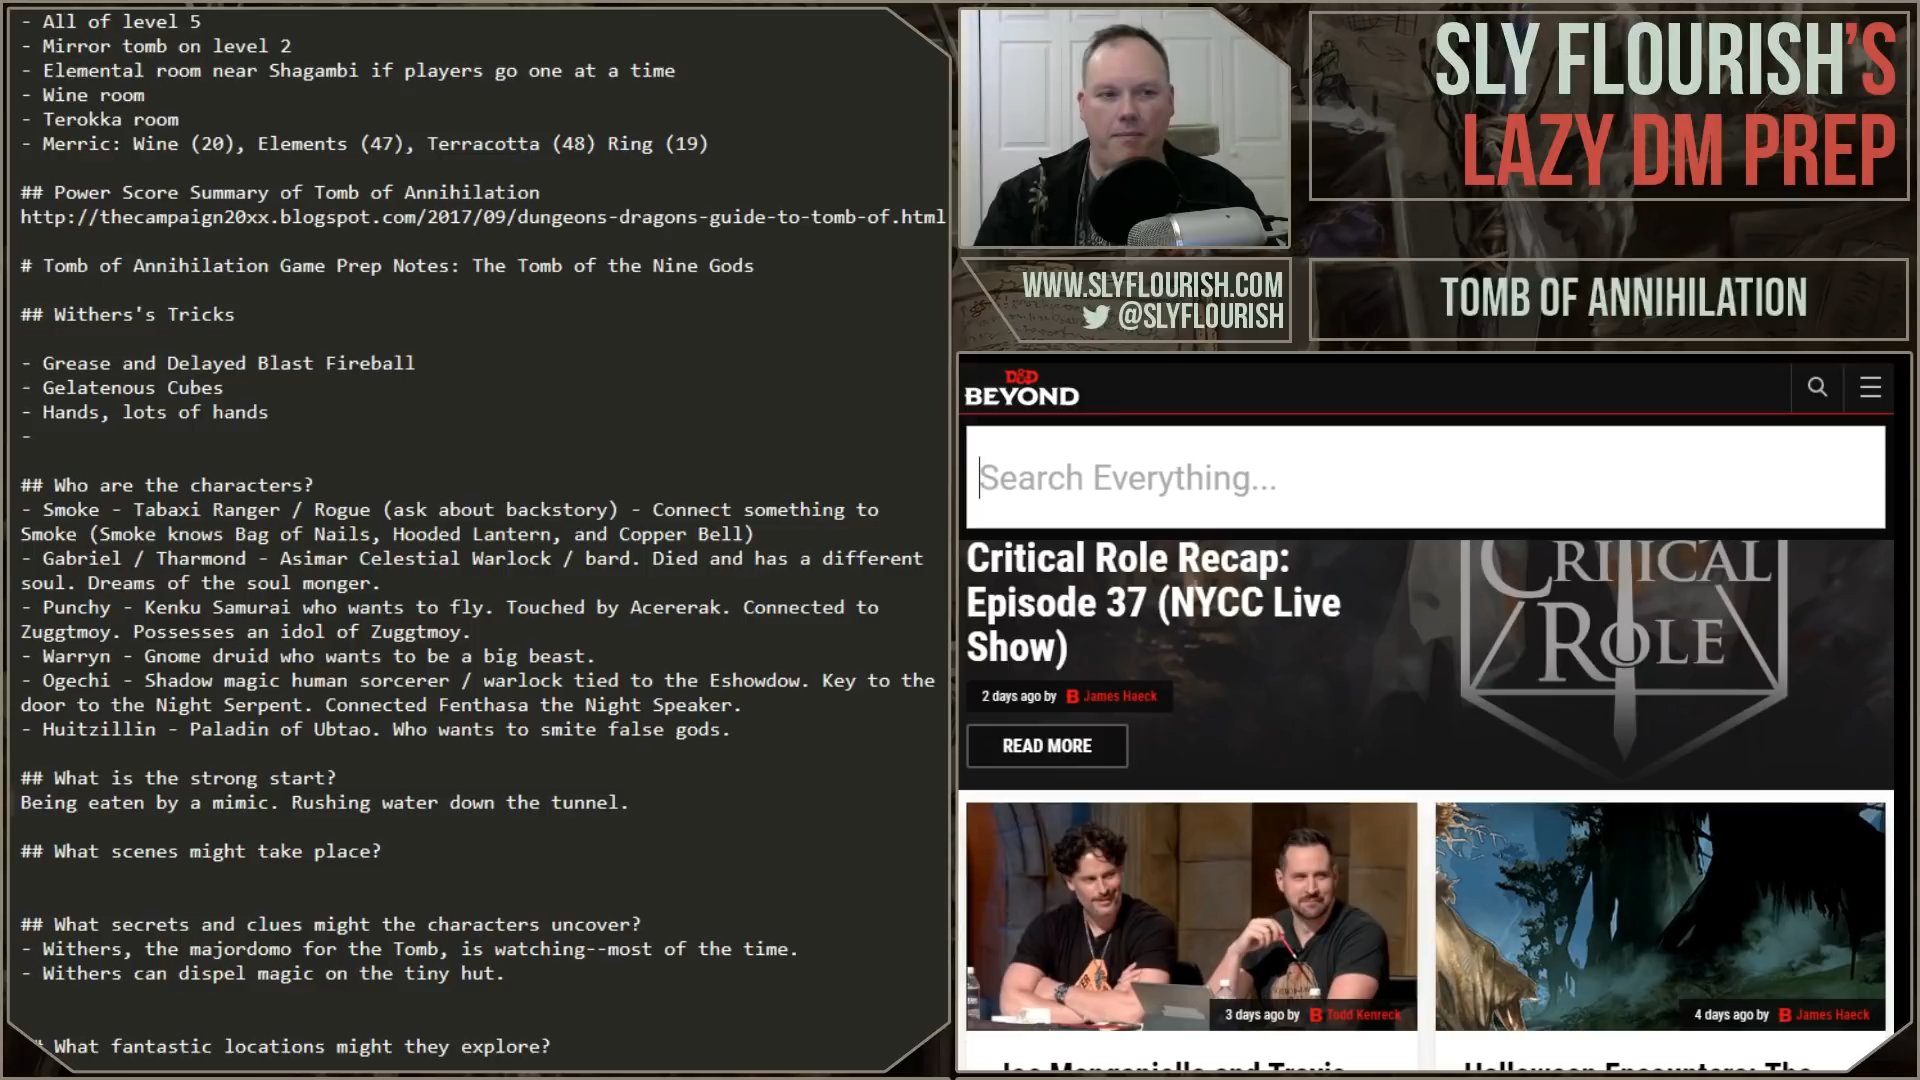 - All of level 5
- Mirror tomb on level 2
- Elemental room near Shagambi if players go one at a time
- Wine room
- Terokka room
- Merric: Wine (20), Elements (47), Terracotta (48) Ring (19)
## Power Score Summary of Tomb of Annihilation
http://thecampaign20xx.blogspot.com/2017/09/dungeons-dragons-guide-to-tomb-of.html
# Tomb of Annihilation Game Prep Notes: The Tomb of the Nine Gods
## Withers's Tricks
- Grease and Delayed Blast Fireball
- Gelatenous Cubes
- Hands, lots of hands
-
## Who are the characters?
- Smoke - Tabaxi Ranger / Rogue (ask about backstory) - Connect something to
Smoke (Smoke knows Bag of Nails, Hooded Lantern, and Copper Bell)
- Gabriel / Tharmond - Asimar Celestial Warlock / bard. Died and has a different
soul. Dreams of the soul monger.
- Punchy - Kenku Samurai who wants to fly. Touched by Acererak. Connected to
Zuggtmoy. Possesses an idol of Zuggtmoy.
- Warryn - Gnome druid who wants to be a big beast.
- Ogechi - Shadow magic human sorcerer / warlock tied to the Eshowdow. Key to the
door to the Night Serpent. Connected Fenthasa the Night Speaker.
- Huitzillin - Paladin of Ubtao. Who wants to smite false gods.
## What is the strong start?
Being eaten by a mimic. Rushing water down the tunnel.
## What scenes might take place?
## What secrets and clues might the characters uncover?
- Withers, the majordomo for the Tomb, is watching--most of the time.
- Withers can dispel magic on the tiny hut.
## What fantastic locations might they explore?
SLY FLOURISH'S
LAZY DM PREP
WWW.SLYFLOURISH.COM
@SLYFLOURISH
TOMB OF ANNIHILATION
D&D
BEYOND
Search Everything...
Critical Role Recap:
Episode 37 (NYCC Live
Show)
2 days ago by B James Haeck
READ MORE
CRITICAL
ROLE
3 days ago by B Todd Kenreck
4 days ago by B James Haeck
Joe Manganiello and Travis
Halloween Encounters: The